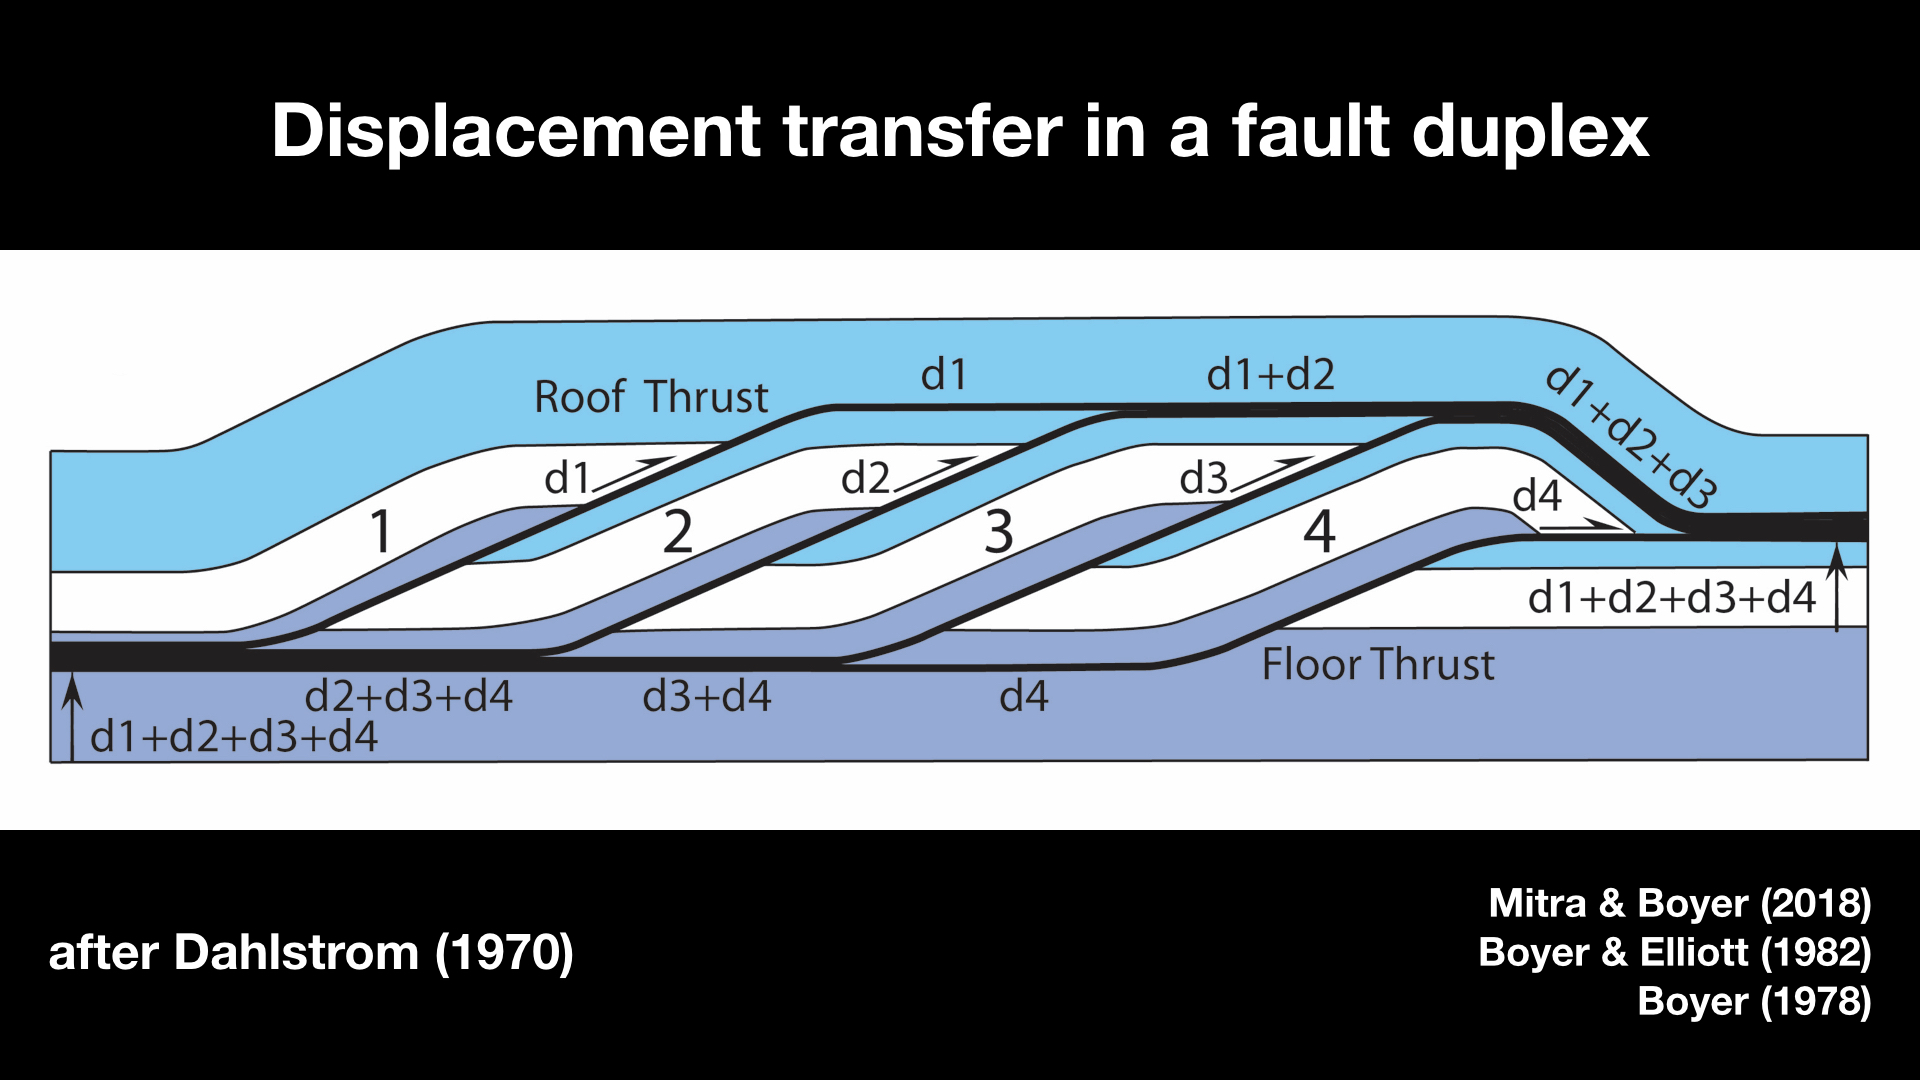 Displacement transfer in a fault duplex
Roof Thrust
d1
d1+d2
d1+d2+d3
d1
d2
d3
d4
1
2
3
4
d1+d2+d3+d4
Floor Thrust
d2+d3+d4
d3+d4
d4
d1+d2+d3+d4
after Dahlstrom (1970)
Mitra & Boyer (2018)
Boyer & Elliott (1982)
Boyer (1978)